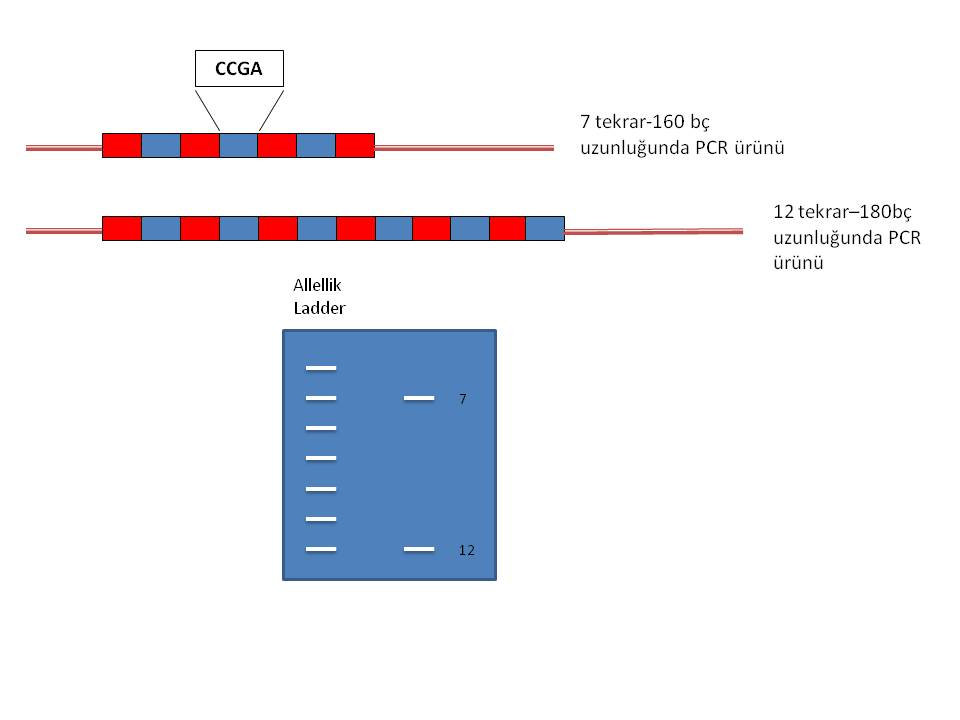 CCGA
7 tekrar-160 bç
uzunluğunda PCR ürünü
12 tekrar–180bç
uzunluğunda PCR
ürünü
Allellik
Ladder
7
12